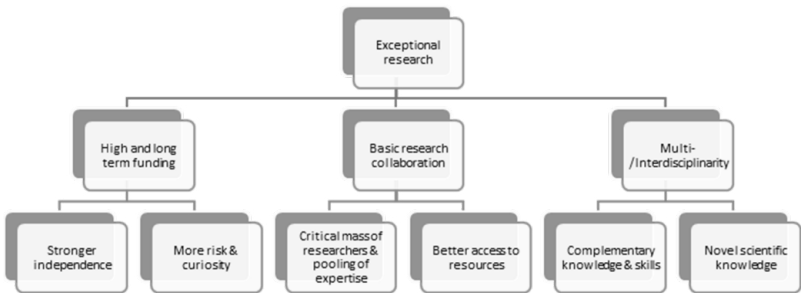 Exceptional
research
High and long
term funding
Basic research
collaboration
Multi-
/Interdisciplinarity
Stronger
independence
More risk &
curiosity
Critical mass of
researchers &
pooling of
expertise
Better access to
resources
Complementary
knowledge & skills
Novel scientific
knowledge